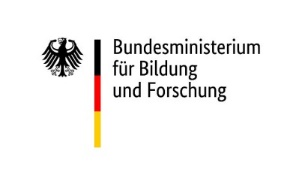 Bundesministerium
für Bildung
und Forschung